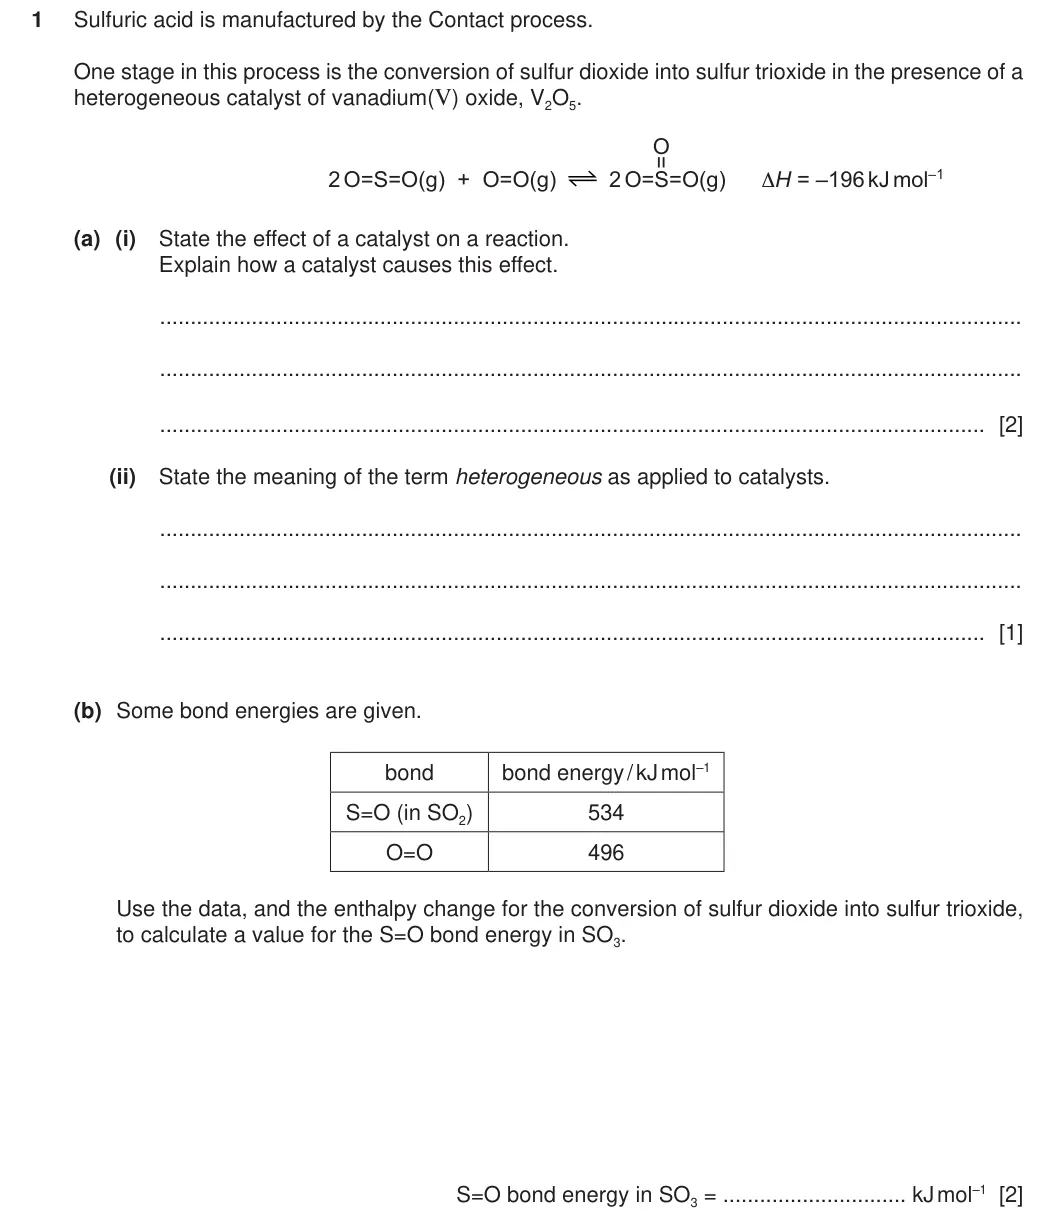 1 Sulfuric acid is manufactured by the Contact process.
One stage in this process is the conversion of sulfur dioxide into sulfur trioxide in the presence of a
heterogeneous catalyst of vanadium(V) oxide, V₂O₅.
O
=
2 O=S=O(g) + O=O(g) ⇌ 2 O=S=O(g) ΔH = –196 kJ mol⁻¹
(a) (i) State the effect of a catalyst on a reaction.
Explain how a catalyst causes this effect.
..............................................................................................................................................
..............................................................................................................................................
........................................................................................................................................ [2]
(ii) State the meaning of the term heterogeneous as applied to catalysts.
..............................................................................................................................................
..............................................................................................................................................
........................................................................................................................................ [1]
(b) Some bond energies are given.
bond bond energy / kJ mol⁻¹
S=O (in SO₂) 534
O=O 496
Use the data, and the enthalpy change for the conversion of sulfur dioxide into sulfur trioxide,
to calculate a value for the S=O bond energy in SO₃.
S=O bond energy in SO₃ = .............................. kJ mol⁻¹ [2]